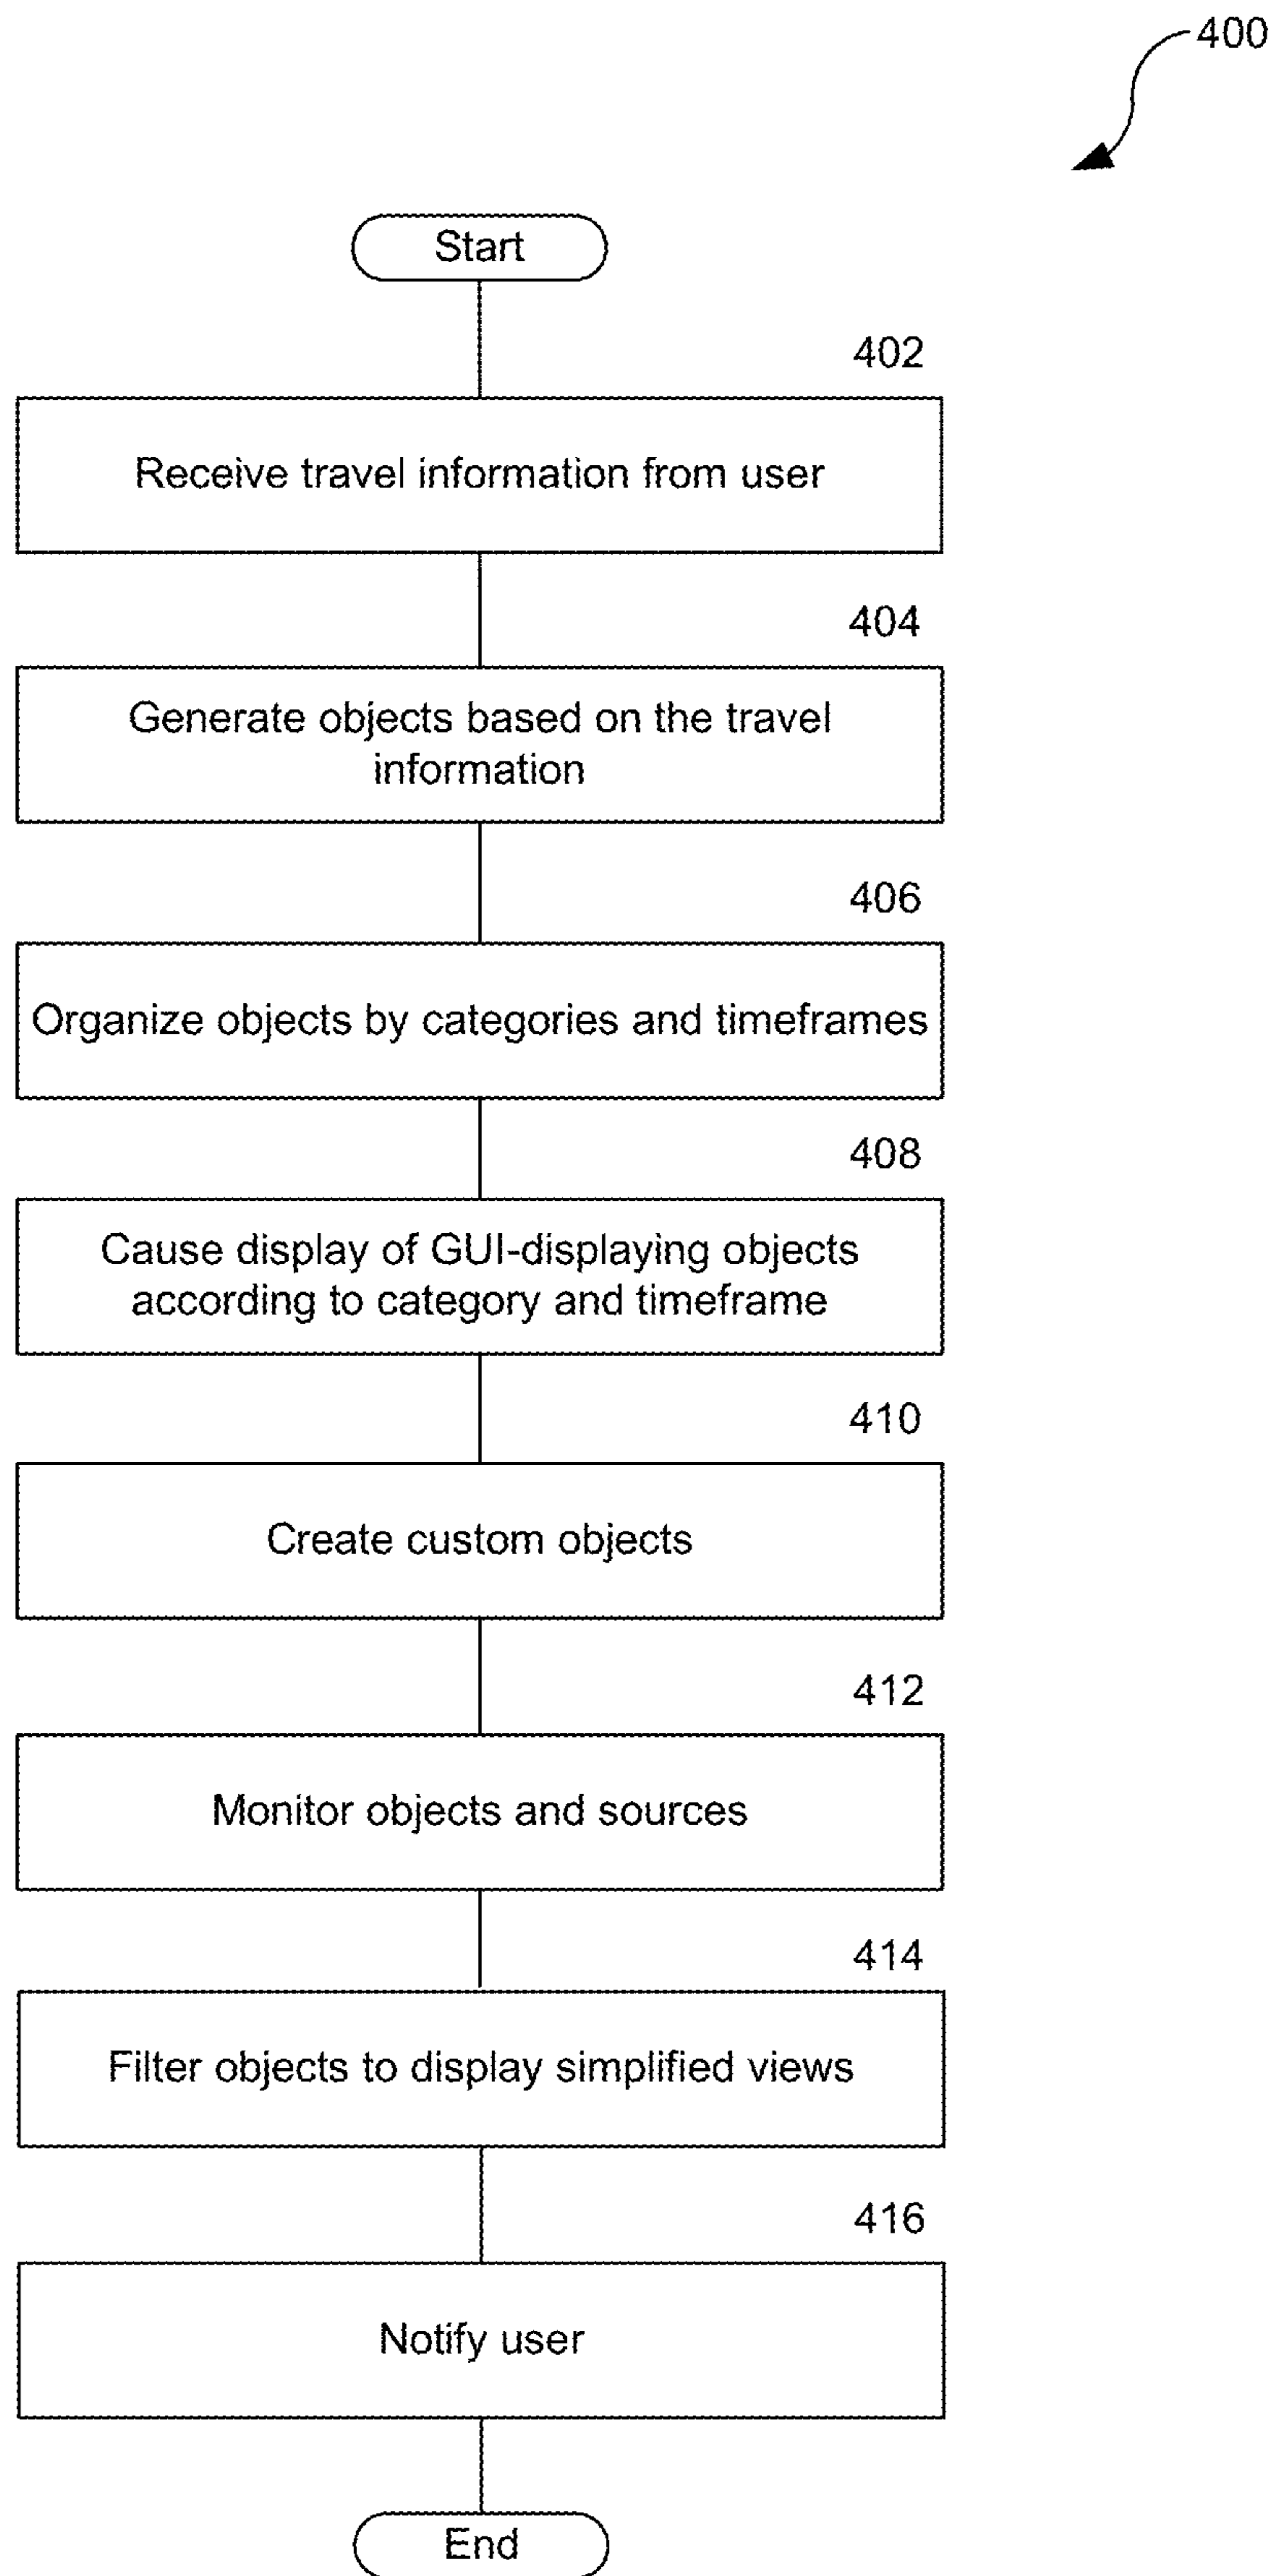 400
Start
402
Receive travel information from user
404
Generate objects based on the travel
information
406
Organize objects by categories and timeframes
408
Cause display of GUI-displaying objects
according to category and timeframe
410
Create custom objects
412
Monitor objects and sources
414
Filter objects to display simplified views
416
Notify user
End